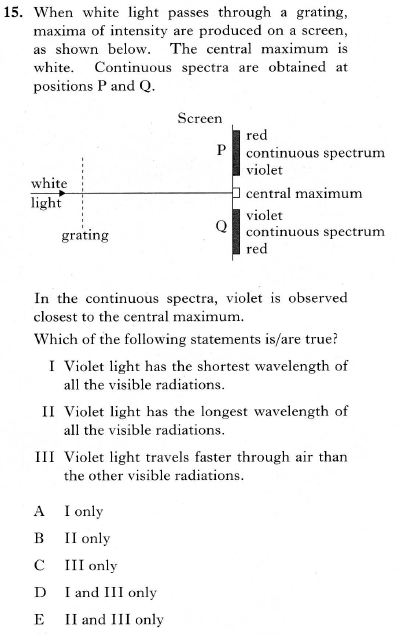 15. When white light passes through a grating,
maxima of intensity are produced on a screen,
as shown below. The central maximum is
white. Continuous spectra are obtained at
positions P and Q.
Screen
red
P continuous spectrum
violet
white
light
central maximum
violet
Q continuous spectrum
red
grating
In the continuous spectra, violet is observed
closest to the central maximum.
Which of the following statements is/are true?
I Violet light has the shortest wavelength of
all the visible radiations.
II Violet light has the longest wavelength of
all the visible radiations.
III Violet light travels faster through air than
the other visible radiations.
A I only
B II only
C III only
D I and III only
E II and III only